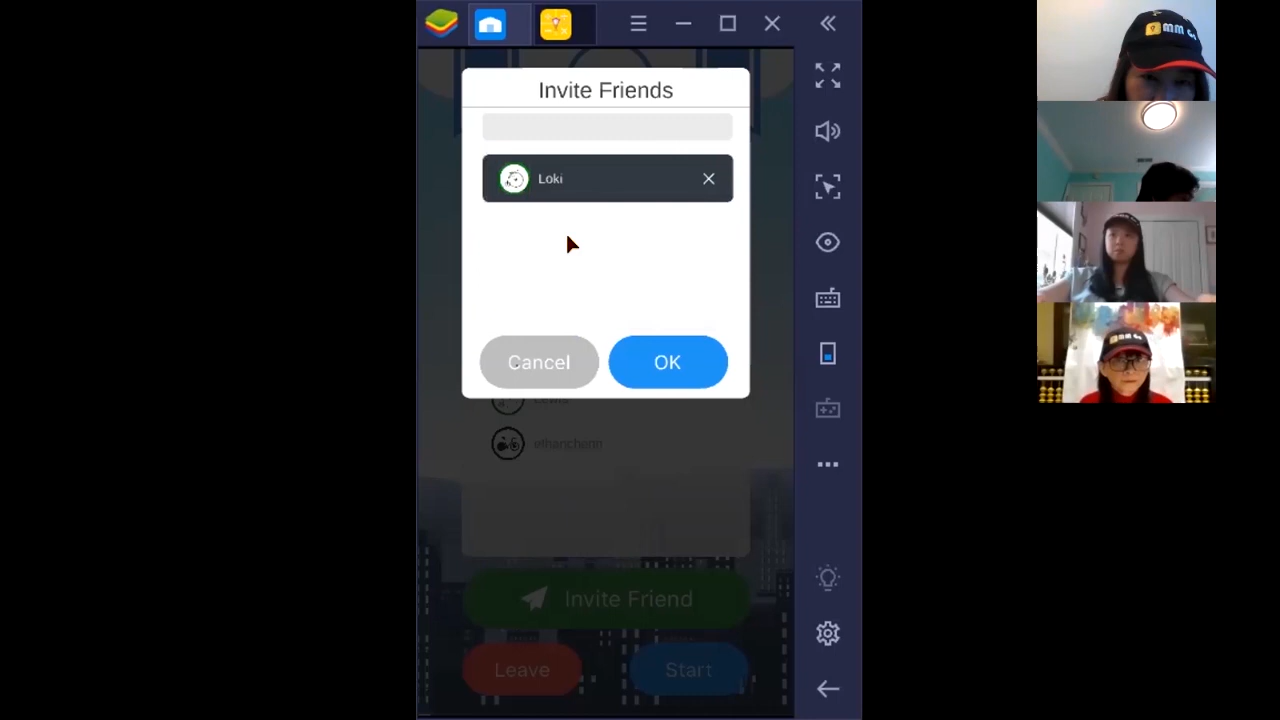 Invite Friends
Loki
Cancel
OK
ethanchenn
Invite Friend
Leave
Start